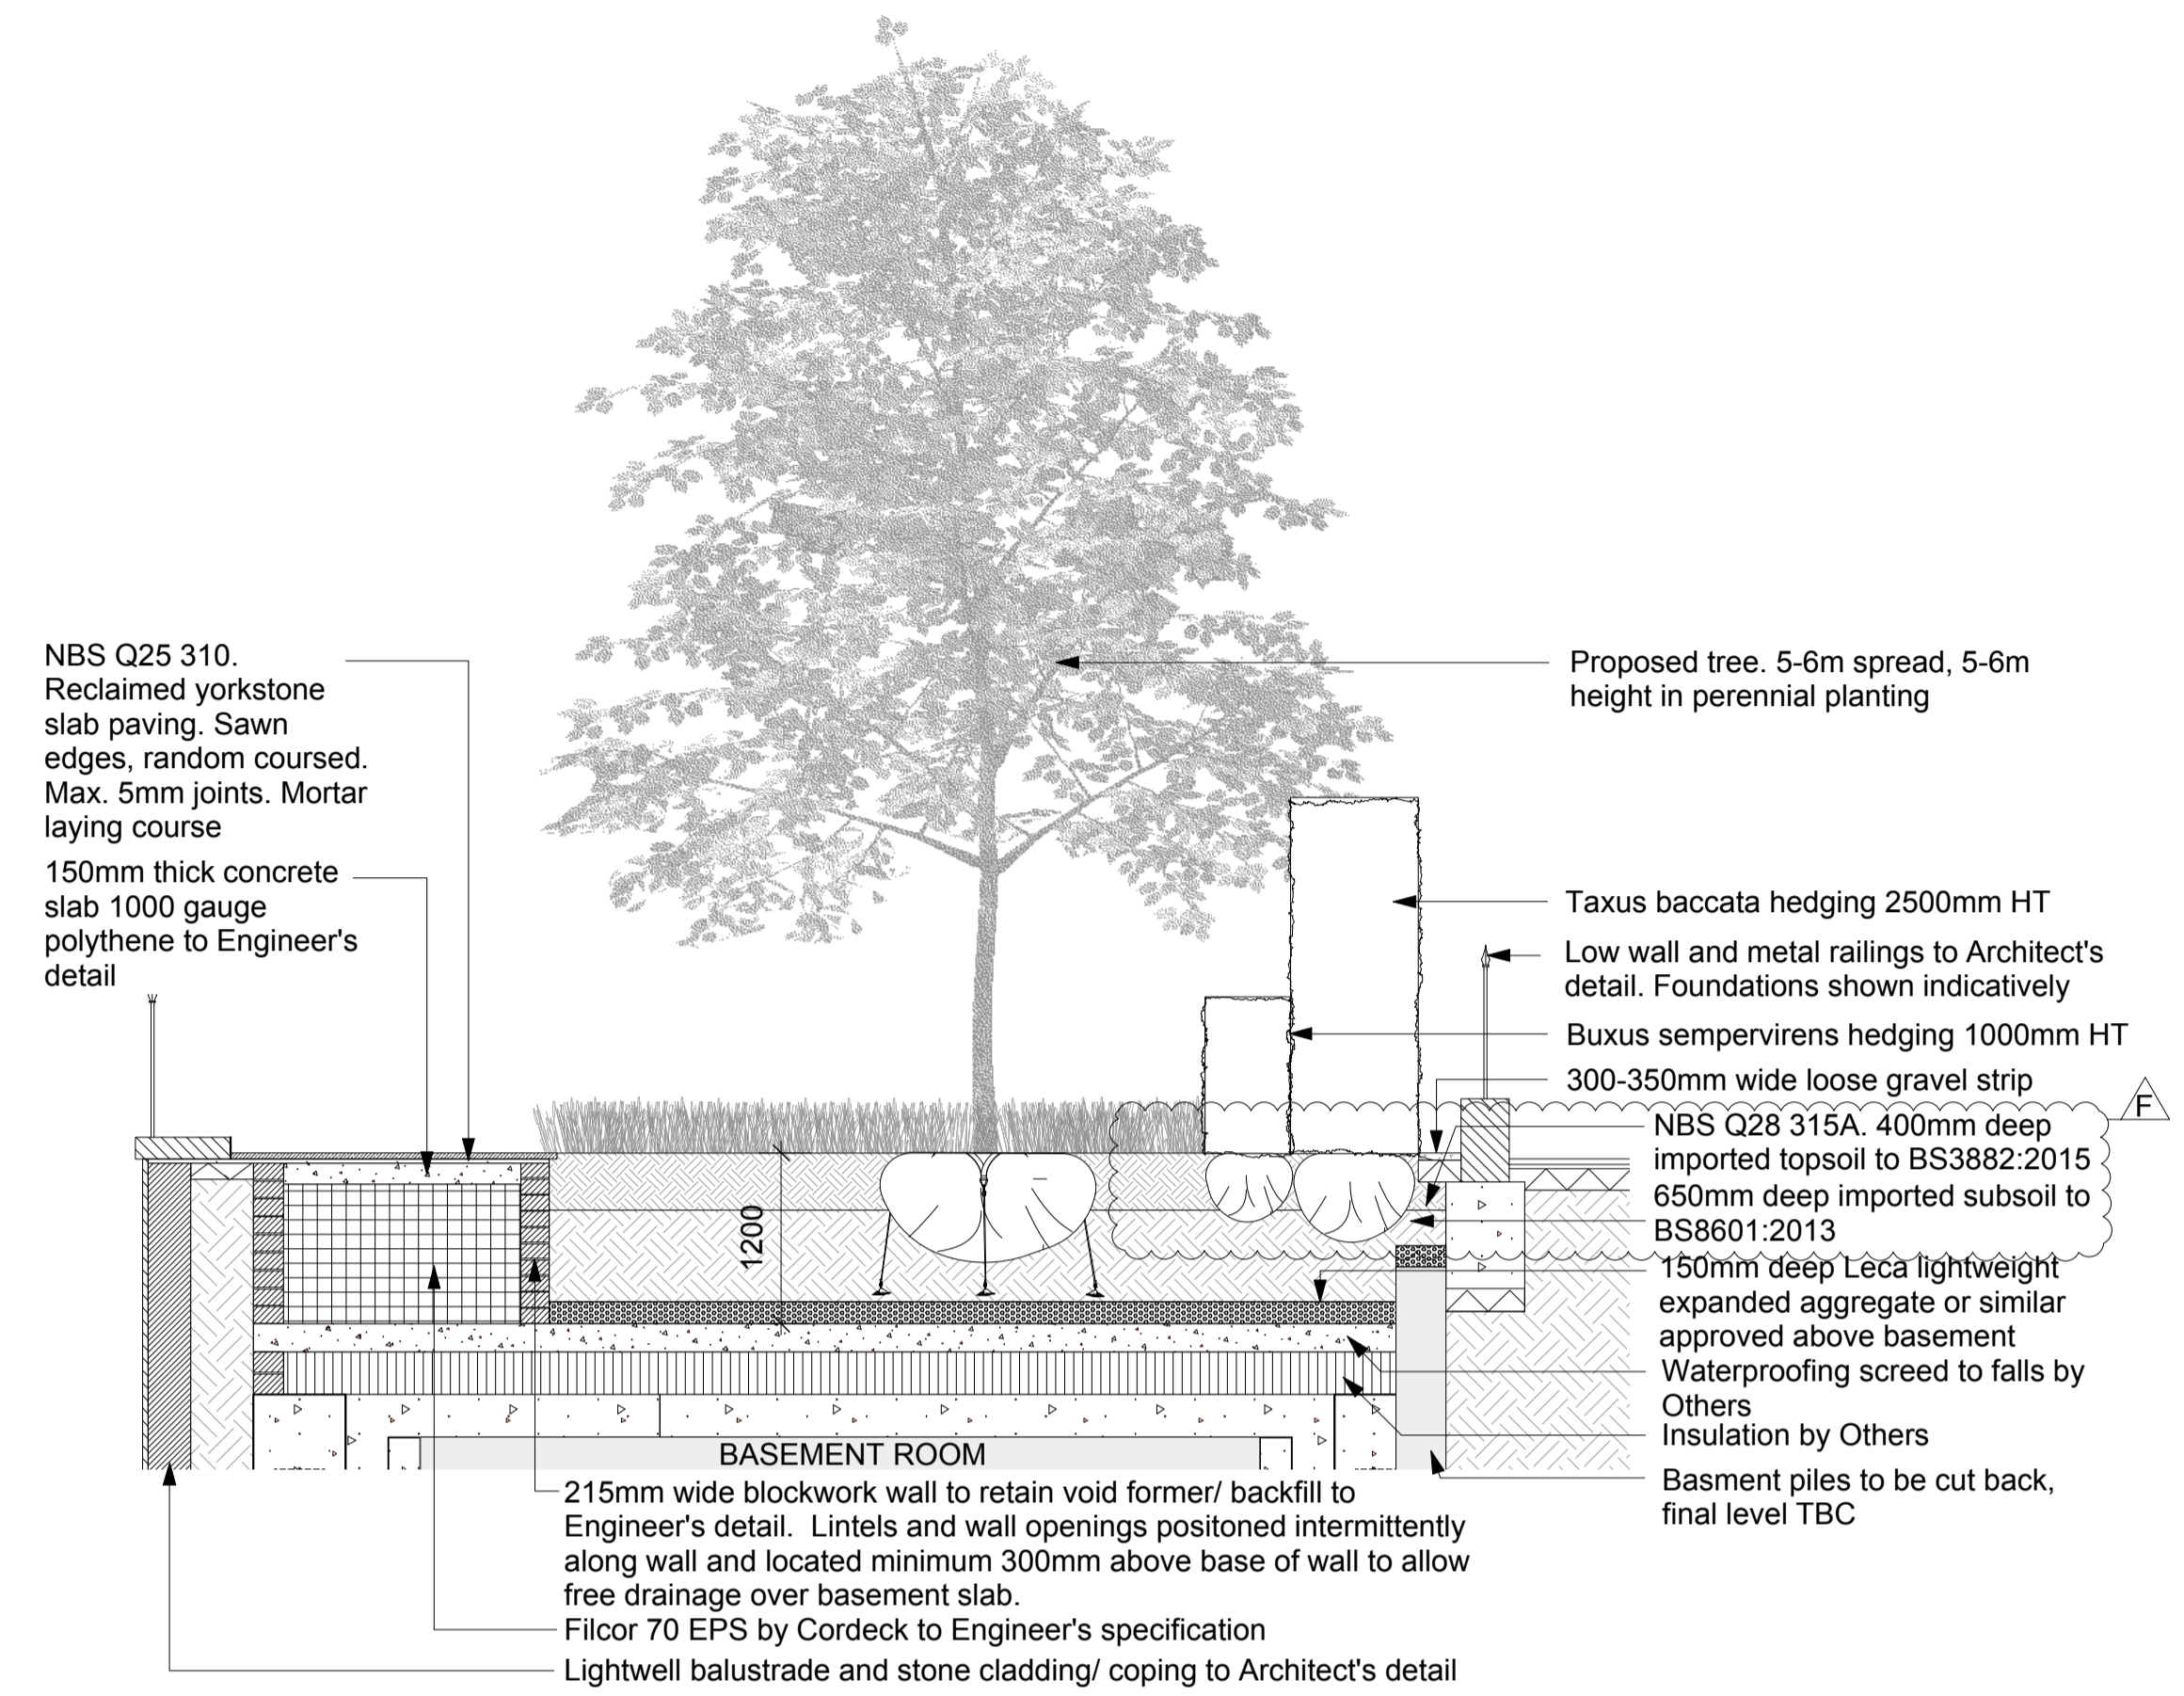 NBS Q25 310.
Reclaimed yorkstone
slab paving. Sawn
edges, random coursed.
Max. 5mm joints. Mortar
laying course
150mm thick concrete
slab 1000 gauge
polythene to Engineer's
detail
Proposed tree. 5-6m spread, 5-6m
height in perennial planting
Taxus baccata hedging 2500mm HT
Low wall and metal railings to Architect's
detail. Foundations shown indicatively
Buxus sempervirens hedging 1000mm HT
300-350mm wide loose gravel strip
F
NBS Q28 315A. 400mm deep
imported topsoil to BS3882:2015
650mm deep imported subsoil to
BS8601:2013
150mm deep Leca lightweight
expanded aggregate or similar
approved above basement
Waterproofing screed to falls by
Others
Insulation by Others
Basment piles to be cut back,
final level TBC
1200
BASEMENT ROOM
215mm wide blockwork wall to retain void former/ backfill to
Engineer's detail.  Lintels and wall openings positoned intermittently
along wall and located minimum 300mm above base of wall to allow
free drainage over basement slab.
Filcor 70 EPS by Cordeck to Engineer's specification
Lightwell balustrade and stone cladding/ coping to Architect's detail